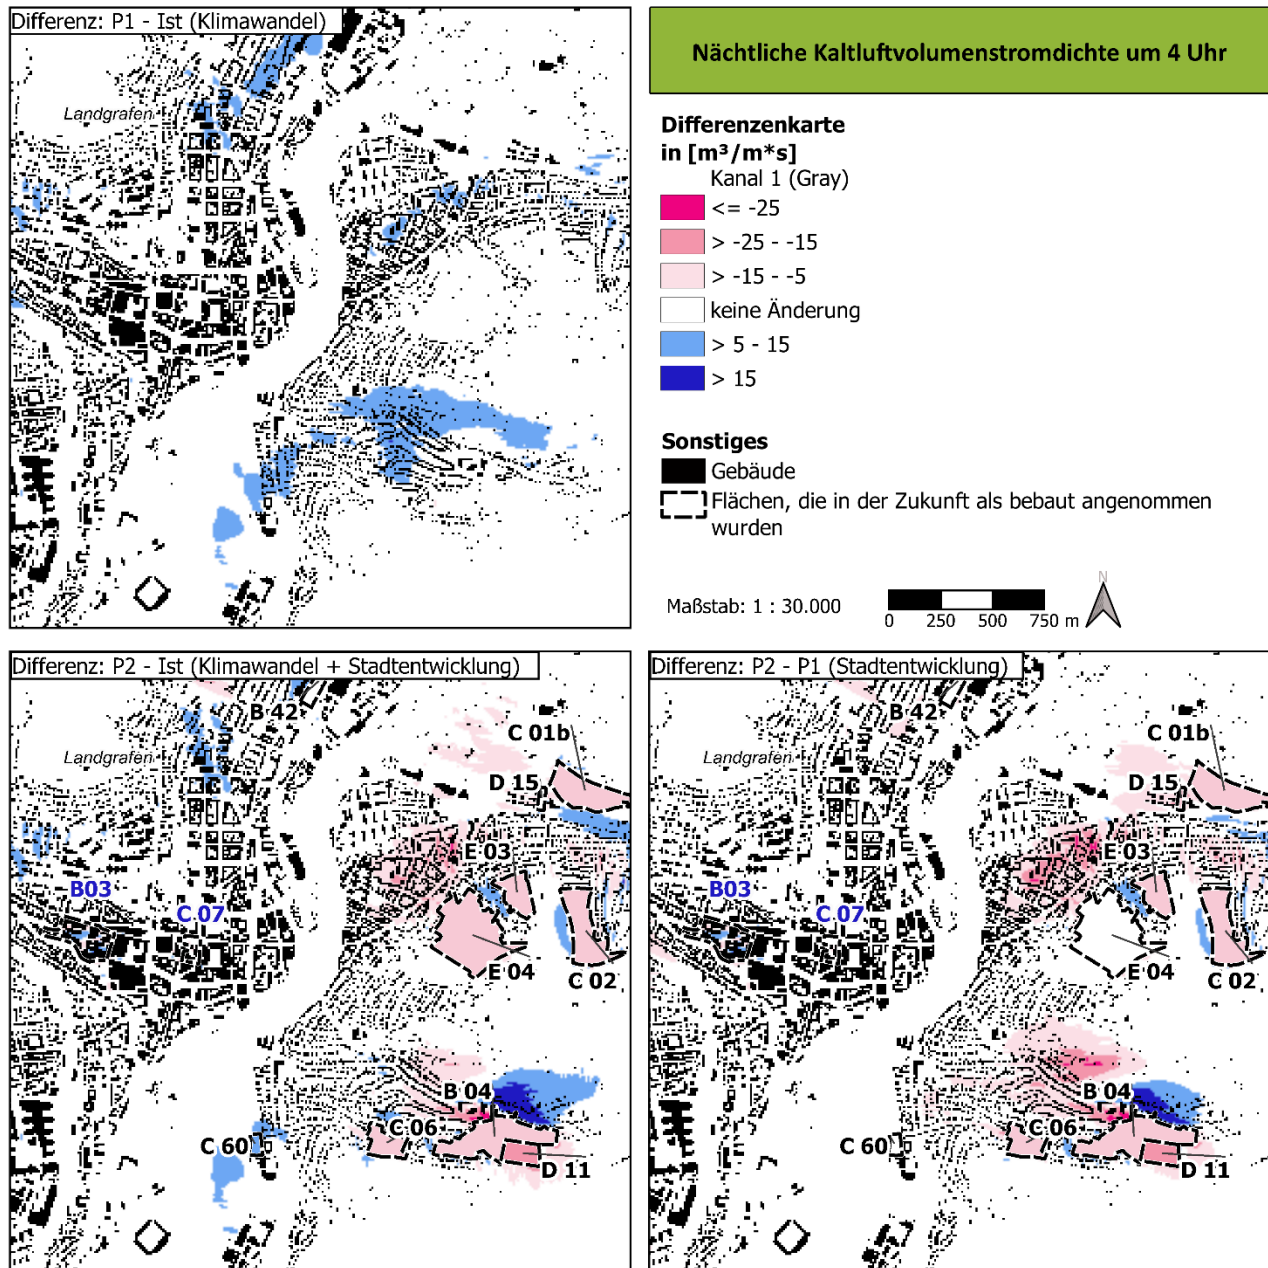 Differenz: P1 - Ist (Klimawandel)
Landgrafen
Nächtliche Kaltluftvolumenstromdichte um 4 Uhr
Differenzenkarte
in [m³/m*s]
Kanal 1 (Gray)
<= -25
> -25 - -15
> -15 - -5
keine Änderung
> 5 - 15
> 15
Sonstiges
Gebäude
Flächen, die in der Zukunft als bebaut angenommen
wurden
Maßstab: 1 : 30.000
N
0 250 500 750 m
Differenz: P2 - Ist (Klimawandel + Stadtentwicklung)
B 42
C 01b
Landgrafen
D 15
E 03
B03
C 07
E 04
C 02
B 04
C 06
C 60
D 11
Differenz: P2 - P1 (Stadtentwicklung)
B 42
C 01b
Landgrafen
D 15
E 03
B03
C 07
E 04
C 02
B 04
C 06
C 60
D 11